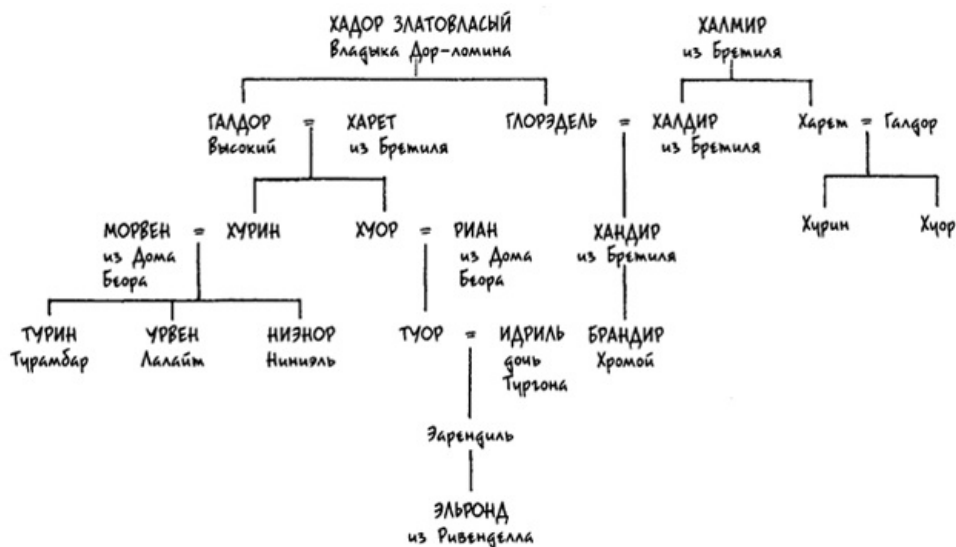 ХАДОР ЗЛАТОВЛАСЫЙ
Владыка Дор-ломина
ХАЛМИР
из Бретиля
ГАЛДОР
Высокий
=
ХАРЕТ
из Бретиля
ГЛОРЭДЕЛЬ = ХАЛДИР
из Бретиля
Харет = Галдор
МОРВЕН
из Дома
Беора
= ХУРИН
ХУОР =
РИАН
из Дома
Беора
ХАНДИР
из Бретиля
Хурин
Хуор
ТУРИН
Турамбар
УРВЕН
Лалайт
НИЭНОР
Ниниэль
ТУОР =
ИДРИЛЬ
дочь
Тургона
БРАНДИР
Хромой
Эарендиль
ЭЛЬРОНД
из Ривенделла